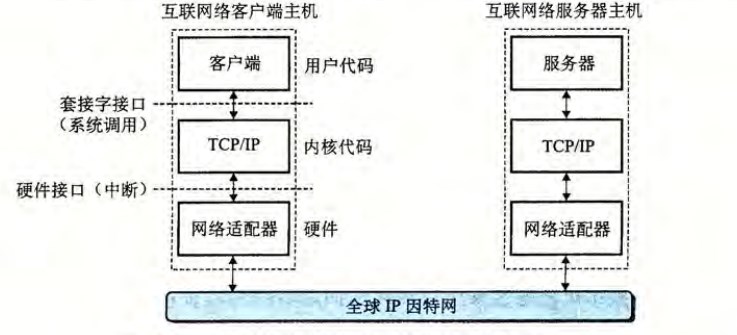 互联网络客户端主机
互联网络服务器主机
客户端
用户代码
服务器
套接字接口
（系统调用）
TCP/IP
内核代码
TCP/IP
硬件接口（中断）
网络适配器
硬件
网络适配器
全球 IP 因特网